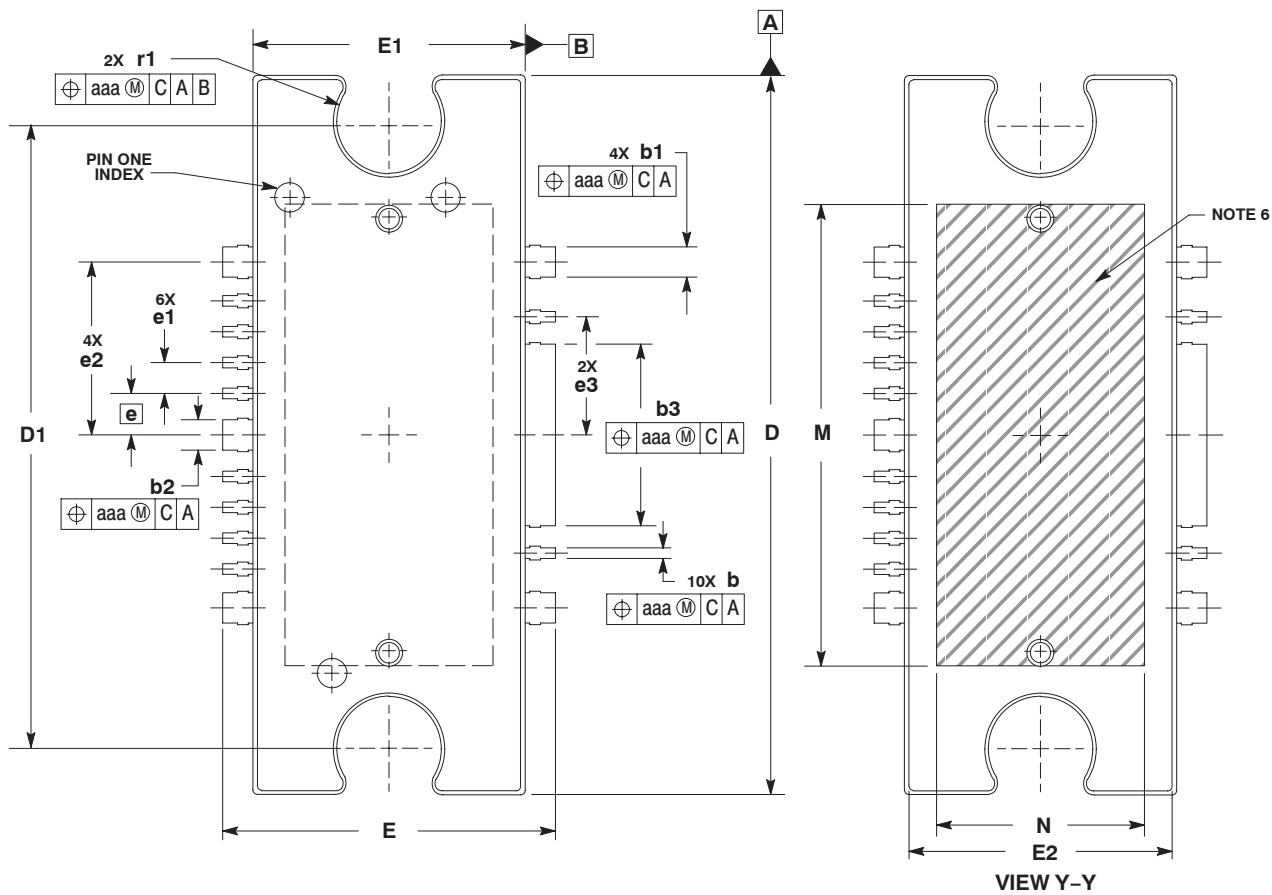 A
E1
B
2X r1
⌖ aaa Ⓜ C A B
PIN ONE
INDEX
4X b1
⌖ aaa Ⓜ C A
NOTE 6
6X
e1
4X
e2
2X
e3
e
b3
⌖ aaa Ⓜ C A
D1
D
M
b2
⌖ aaa Ⓜ C A
10X b
⌖ aaa Ⓜ C A
E
N
E2
VIEW Y–Y